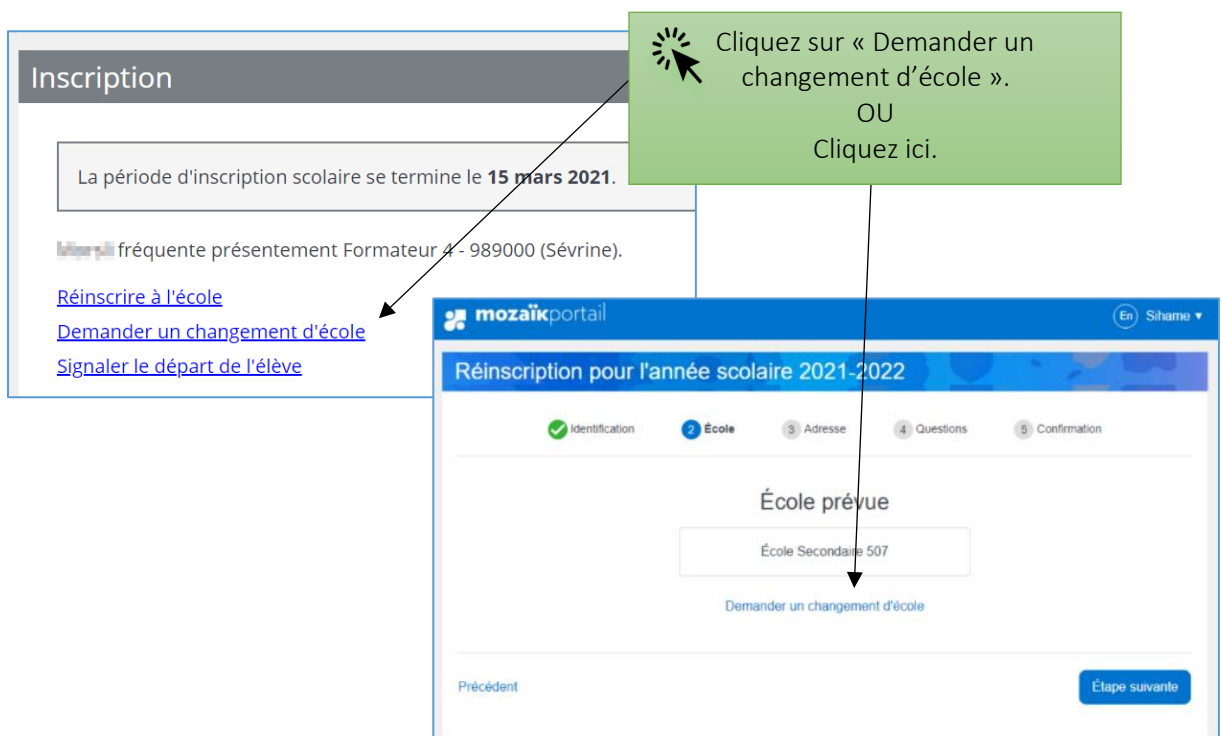 Cliquez sur « Demander un
changement d’école ».
OU
Cliquez ici.
Inscription
La période d'inscription scolaire se termine le 15 mars 2021.
fréquente présentement Formateur 4 - 989000 (Sévrine).
Réinscrire à l'école
Demander un changement d'école
Signaler le départ de l'élève
mozaïkportail
En Sihame
Réinscription pour l'année scolaire 2021-2022
Identification 2 École 3 Adresse 4 Questions 5 Confirmation
École prévue
École Secondaire 507
Demander un changement d'école
Précédent
Étape suivante